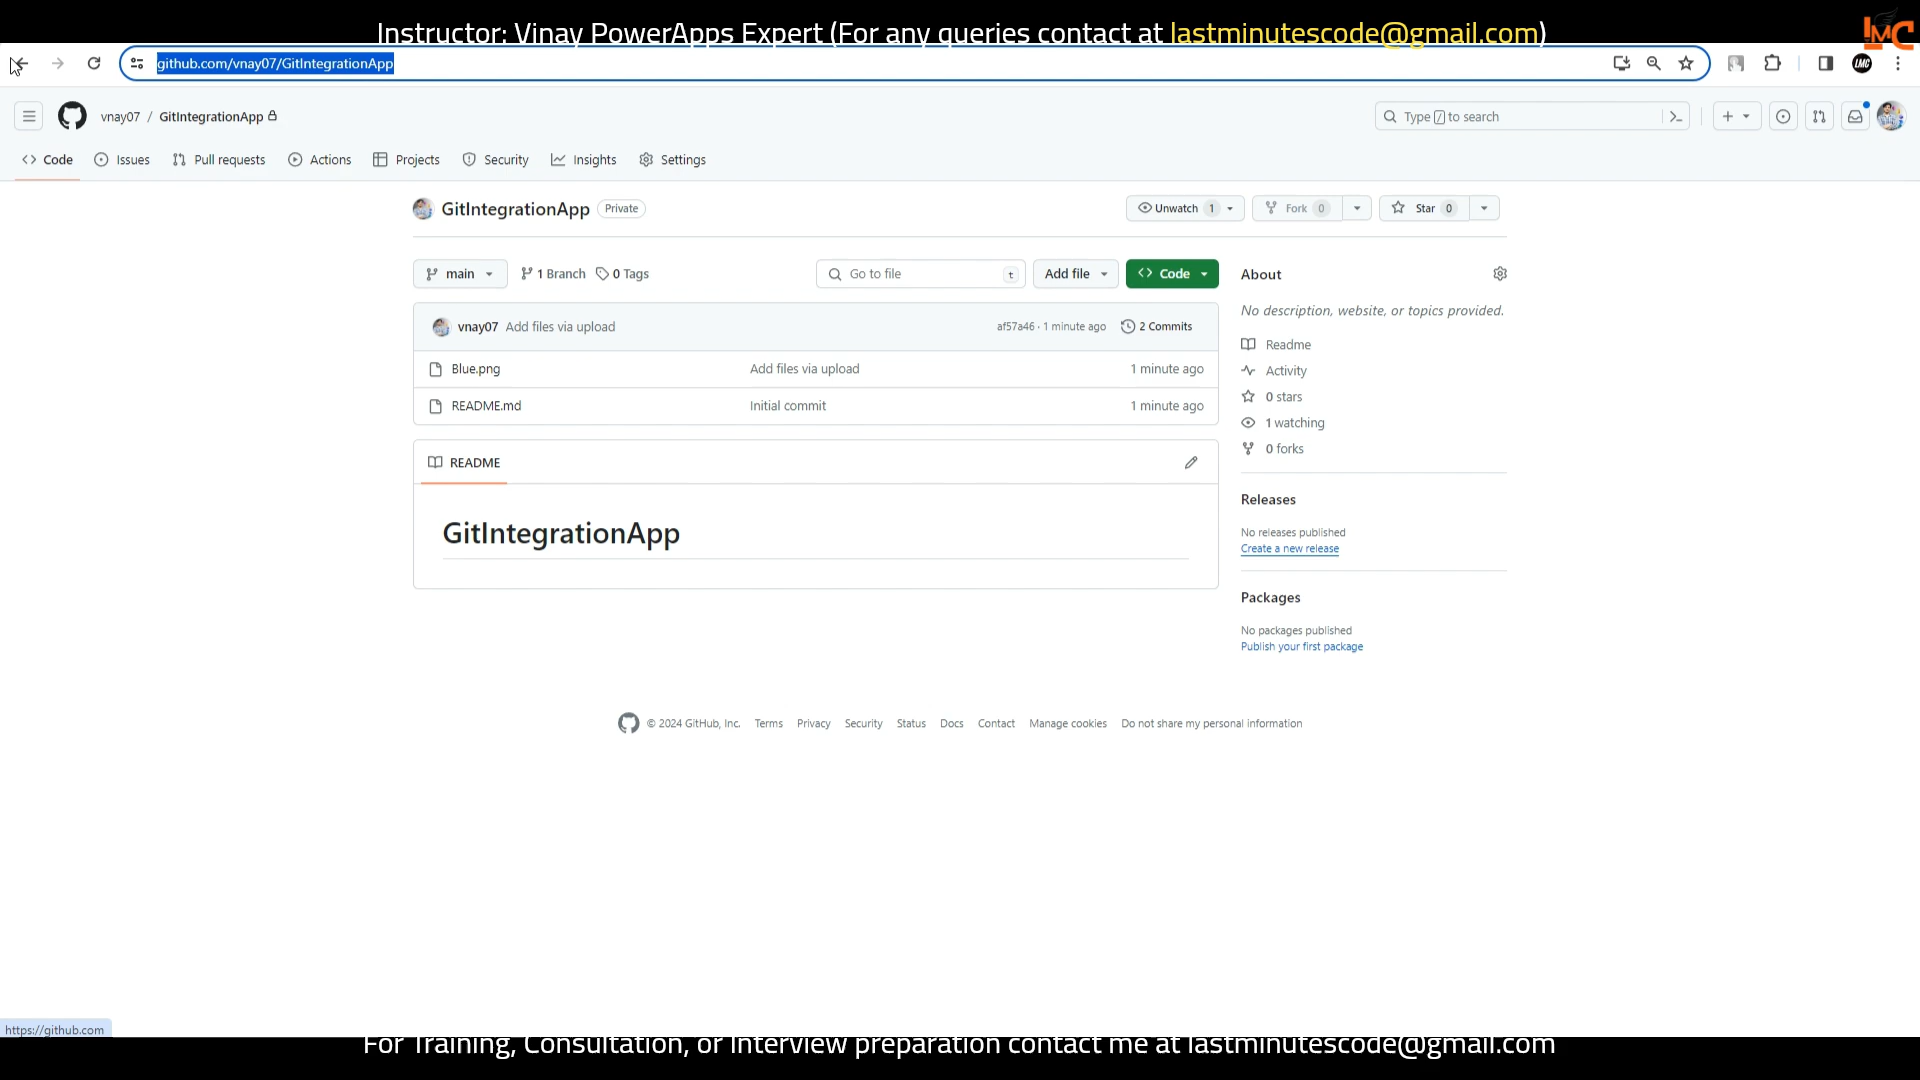 Instructor: Vinay PowerApps Expert (For any queries contact at lastminutescode@gmail.com)
LMC
github.com/vnay07/GitIntegrationApp
LMC
vnay07 / GitIntegrationApp
Type / to search
Code Issues Pull requests Actions Projects Security Insights Settings
GitIntegrationApp Private
Unwatch 1 Fork 0 Star 0
main 1 Branch 0 Tags Go to file t Add file Code
About
No description, website, or topics provided.
vnay07 Add files via upload af57a46 · 1 minute ago 2 Commits
Blue.png Add files via upload 1 minute ago
README.md Initial commit 1 minute ago
Readme
Activity
0 stars
1 watching
0 forks
README
GitIntegrationApp
Releases
No releases published
Create a new release
Packages
No packages published
Publish your first package
© 2024 GitHub, Inc. Terms Privacy Security Status Docs Contact Manage cookies Do not share my personal information
https://github.com
For Training, Consultation, or Interview preparation contact me at lastminutescode@gmail.com